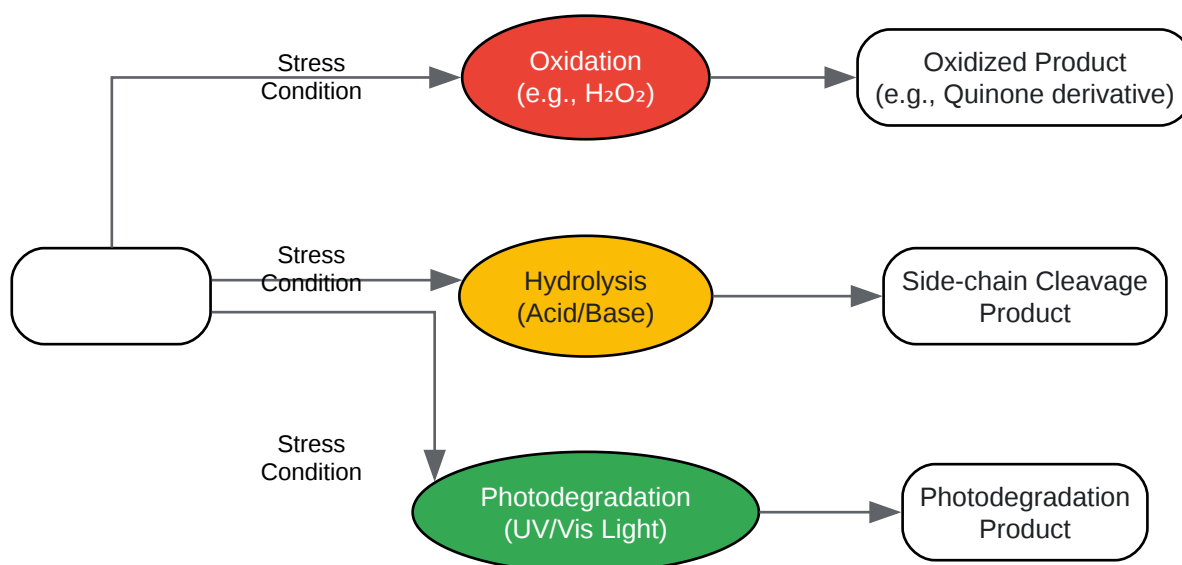 Stress
Condition
Oxidation
(e.g., H₂O₂)
Oxidized Product
(e.g., Quinone derivative)
Stress
Condition
Hydrolysis
(Acid/Base)
Side-chain Cleavage
Product
Stress
Condition
Photodegradation
(UV/Vis Light)
Photodegradation
Product